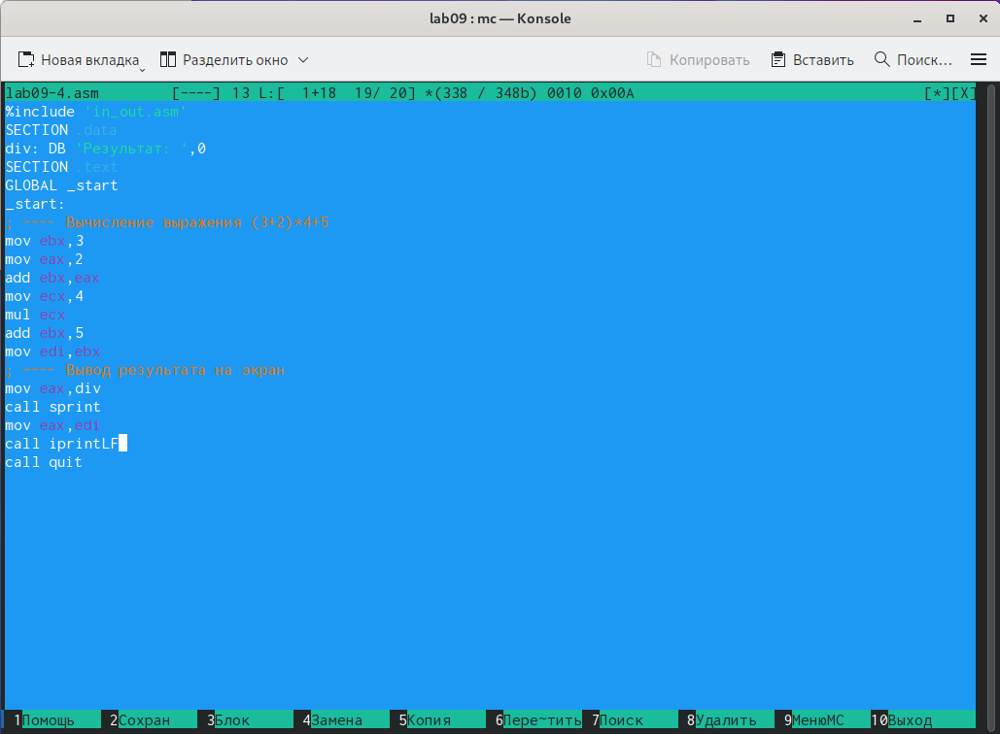 lab09 : mc — Konsole
Новая вкладка Разделить окно Копировать Вставить Поиск...
lab09-4.asm [----] 13 L:[ 1+18 19/ 20] *(338 / 348b) 0010 0x00A [*][X]
%include 'in_out.asm'
SECTION .data
div: DB 'Результат: ',0
SECTION .text
GLOBAL _start
_start:
; ---- Вычисление выражения (3+2)*4+5
mov ebx,3
mov eax,2
add ebx,eax
mov ecx,4
mul ecx
add ebx,5
mov edi,ebx
; ---- Вывод результата на экран
mov eax,div
call sprint
mov eax,edi
call iprintLF
call quit
1Помощь 2Сохран 3Блок 4Замена 5Копия 6Пере~тить 7Поиск 8Удалить 9МенюMC 10Выход